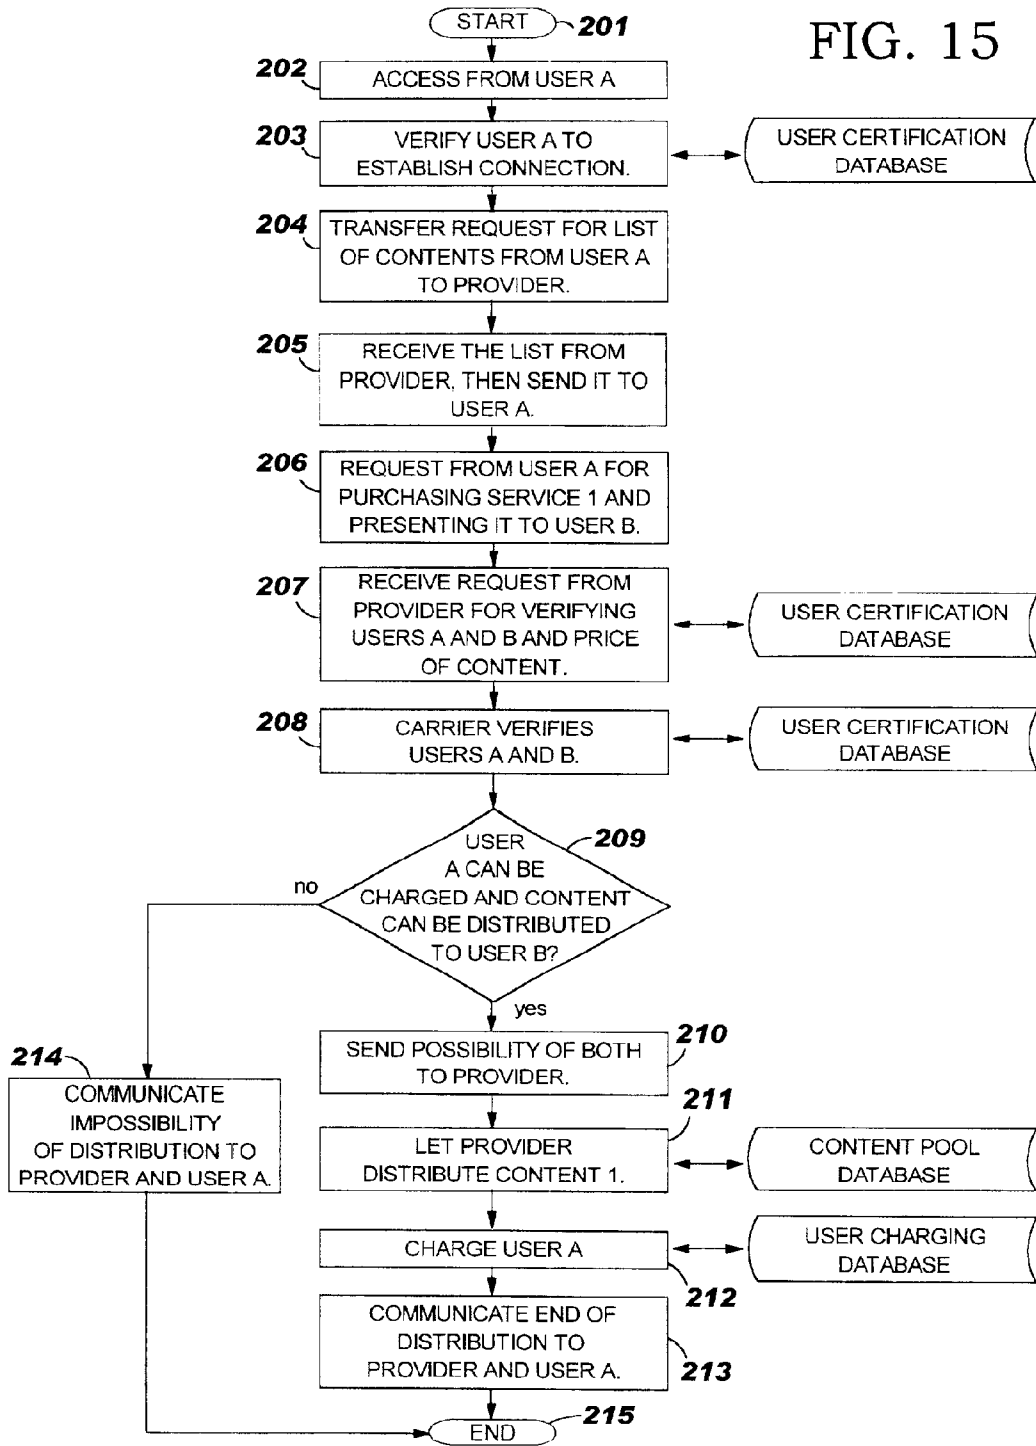 FIG. 15
START
201
202
ACCESS FROM USER A
203
VERIFY USER A TO
ESTABLISH CONNECTION.
USER CERTIFICATION
DATABASE
204
TRANSFER REQUEST FOR LIST
OF CONTENTS FROM USER A
TO PROVIDER.
205
RECEIVE THE LIST FROM
PROVIDER, THEN SEND IT TO
USER A.
206
REQUEST FROM USER A FOR
PURCHASING SERVICE 1 AND
PRESENTING IT TO USER B.
207
RECEIVE REQUEST FROM
PROVIDER FOR VERIFYING
USERS A AND B AND PRICE
OF CONTENT.
USER CERTIFICATION
DATABASE
208
CARRIER VERIFIES
USERS A AND B.
USER CERTIFICATION
DATABASE
209
USER
A CAN BE
CHARGED AND CONTENT
CAN BE DISTRIBUTED
TO USER B?
no
yes
210
SEND POSSIBILITY OF BOTH
TO PROVIDER.
214
COMMUNICATE
IMPOSSIBILITY
OF DISTRIBUTION TO
PROVIDER AND USER A.
211
LET PROVIDER
DISTRIBUTE CONTENT 1.
CONTENT POOL
DATABASE
CHARGE USER A
212
USER CHARGING
DATABASE
COMMUNICATE END OF
DISTRIBUTION TO
PROVIDER AND USER A.
213
END
215